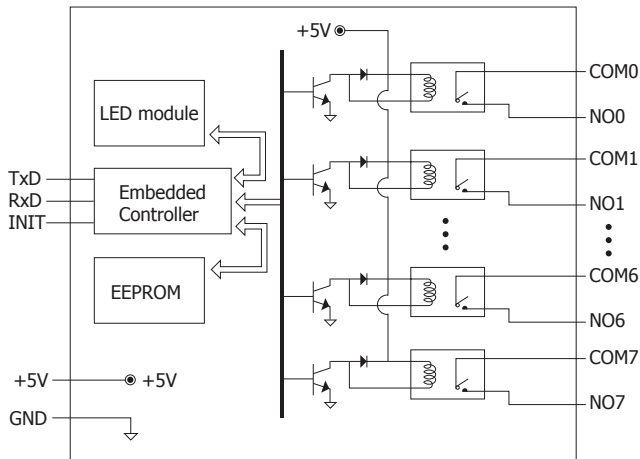 +5V
COM0
NO0
LED module
TxD
RxD
INIT
Embedded
Controller
COM1
NO1
EEPROM
COM6
NO6
+5V
+5V
COM7
GND
NO7